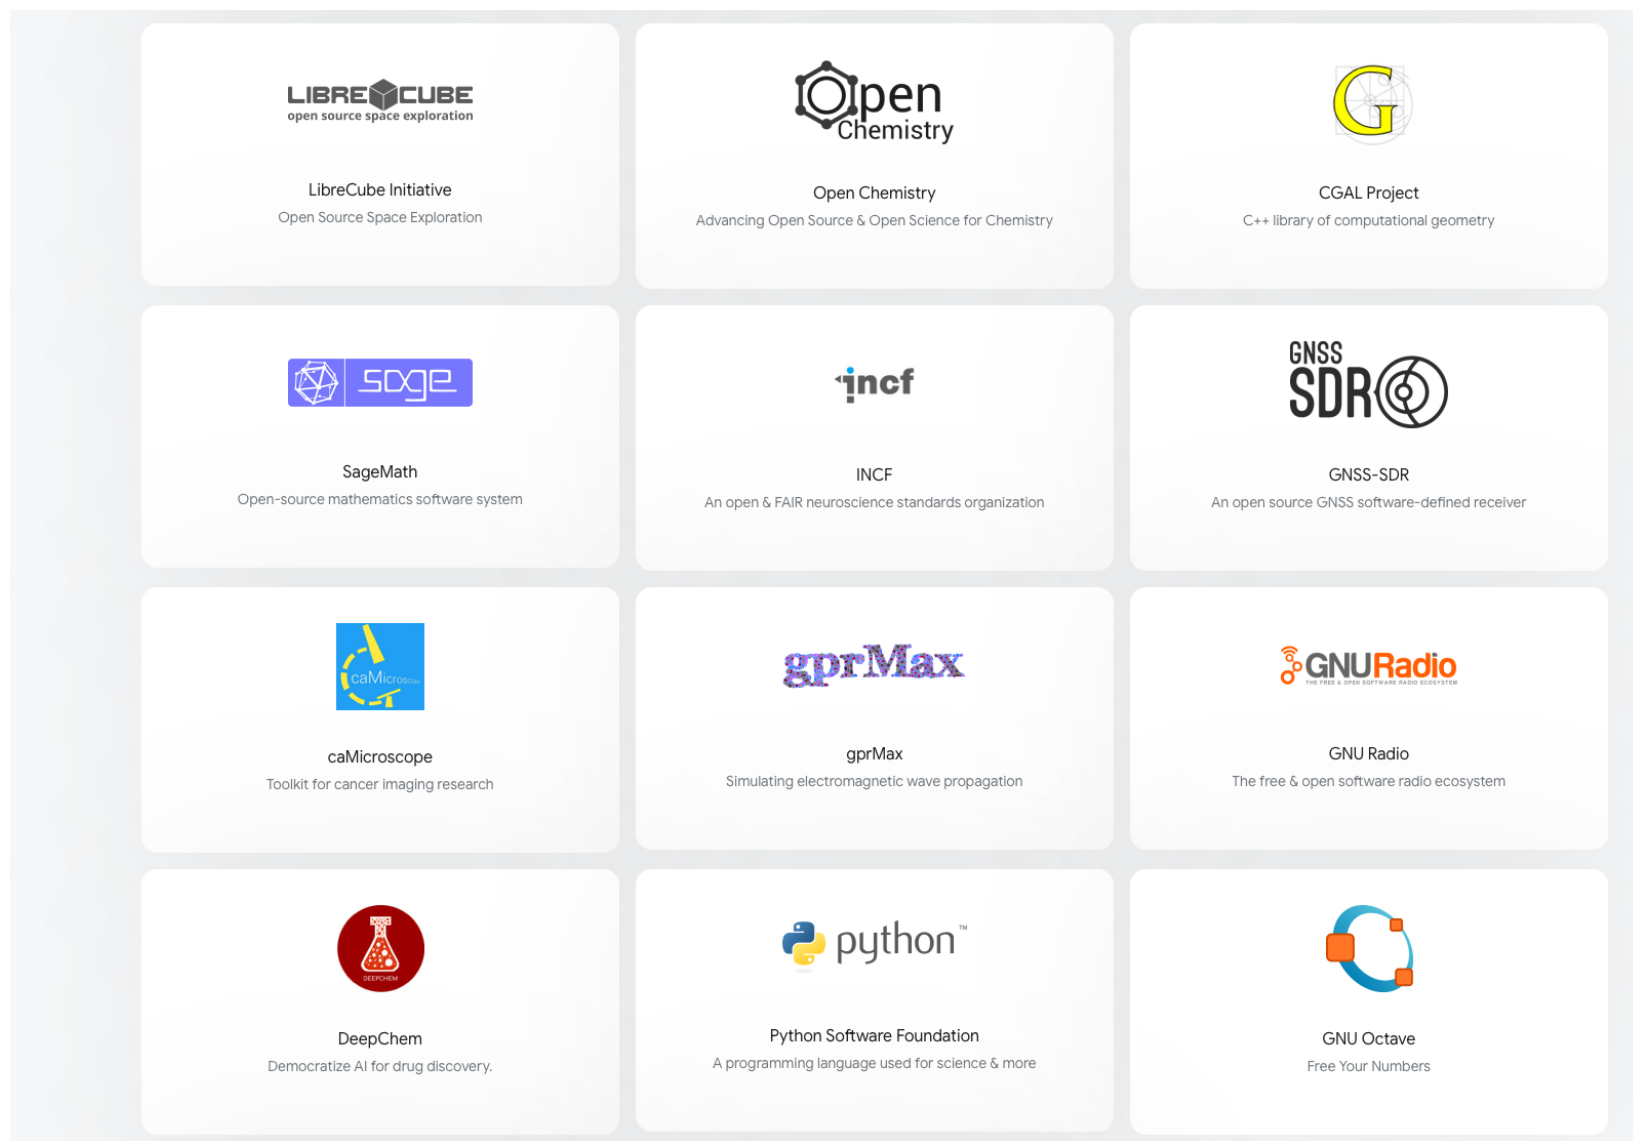 LIBRECUBE
open source space exploration
LibreCube Initiative
Open Source Space Exploration
Open
Chemistry
Open Chemistry
Advancing Open Source & Open Science for Chemistry
G
CGAL Project
C++ library of computational geometry
sage
SageMath
Open-source mathematics software system
incf
INCF
An open & FAIR neuroscience standards organization
GNSS
SDR
GNSS-SDR
An open source GNSS software-defined receiver
caMicroscope
caMicroscope
Toolkit for cancer imaging research
gprMax
gprMax
Simulating electromagnetic wave propagation
GNURadio
THE FREE & OPEN SOFTWARE RADIO ECOSYSTEM
GNU Radio
The free & open software radio ecosystem
DEEPCHEM
DeepChem
Democratize AI for drug discovery.
python™
Python Software Foundation
A programming language used for science & more
GNU Octave
Free Your Numbers